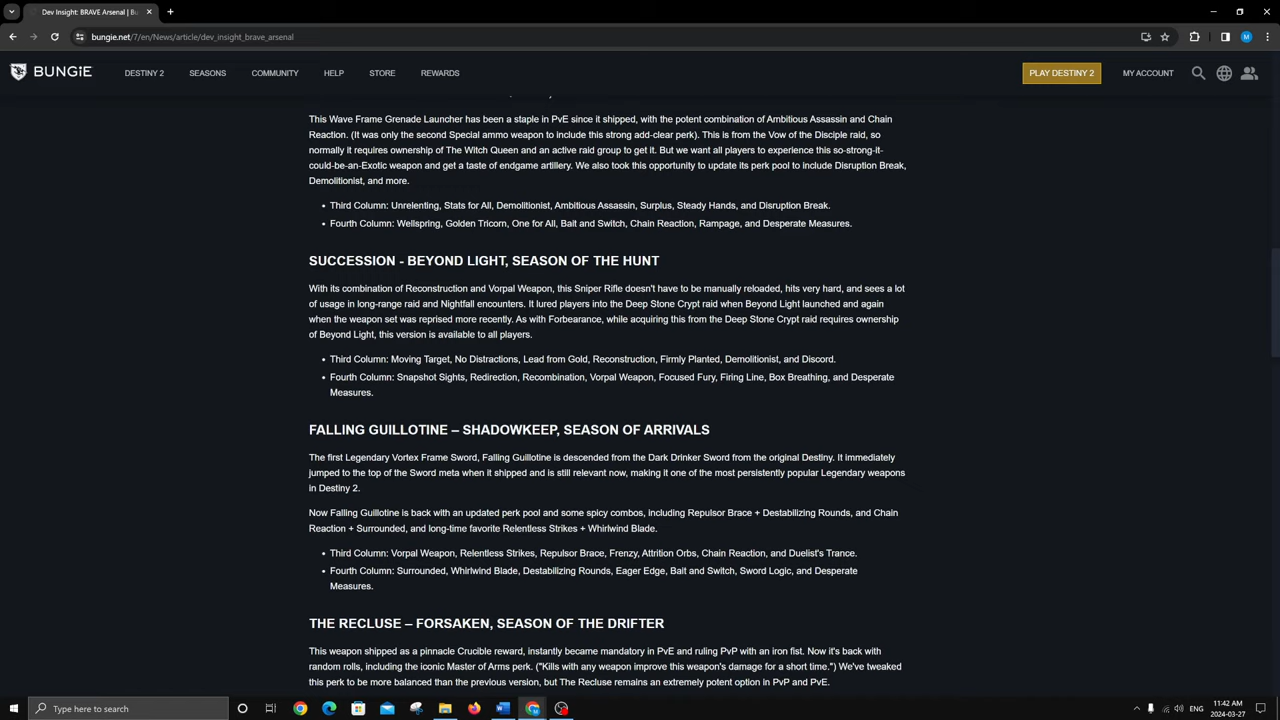 Dev Insight: BRAVE Arsenal | Bu
bungie.net/7/en/News/article/dev_insight_brave_arsenal
M
BUNGiE
DESTINY 2
SEASONS
COMMUNITY
HELP
STORE
REWARDS
PLAY DESTINY 2
MY ACCOUNT
This Wave Frame Grenade Launcher has been a staple in PvE since it shipped, with the potent combination of Ambitious Assassin and Chain
Reaction. (It was only the second Special ammo weapon to include this strong add-clear perk). This is from the Vow of the Disciple raid, so
normally it requires ownership of The Witch Queen and an active raid group to get it. But we want all players to experience this so-strong-it-
could-be-an-Exotic weapon and get a taste of endgame artillery. We also took this opportunity to update its perk pool to include Disruption Break,
Demolitionist, and more.
• Third Column: Unrelenting, Stats for All, Demolitionist, Ambitious Assassin, Surplus, Steady Hands, and Disruption Break.
• Fourth Column: Wellspring, Golden Tricorn, One for All, Bait and Switch, Chain Reaction, Rampage, and Desperate Measures.
SUCCESSION - BEYOND LIGHT, SEASON OF THE HUNT
With its combination of Reconstruction and Vorpal Weapon, this Sniper Rifle doesn't have to be manually reloaded, hits very hard, and sees a lot
of usage in long-range raid and Nightfall encounters. It lured players into the Deep Stone Crypt raid when Beyond Light launched and again
when the weapon set was reprised more recently. As with Forbearance, while acquiring this from the Deep Stone Crypt raid requires ownership
of Beyond Light, this version is available to all players.
• Third Column: Moving Target, No Distractions, Lead from Gold, Reconstruction, Firmly Planted, Demolitionist, and Discord.
• Fourth Column: Snapshot Sights, Redirection, Recombination, Vorpal Weapon, Focused Fury, Firing Line, Box Breathing, and Desperate
Measures.
FALLING GUILLOTINE – SHADOWKEEP, SEASON OF ARRIVALS
The first Legendary Vortex Frame Sword, Falling Guillotine is descended from the Dark Drinker Sword from the original Destiny. It immediately
jumped to the top of the Sword meta when it shipped and is still relevant now, making it one of the most persistently popular Legendary weapons
in Destiny 2.
Now Falling Guillotine is back with an updated perk pool and some spicy combos, including Repulsor Brace + Destabilizing Rounds, and Chain
Reaction + Surrounded, and long-time favorite Relentless Strikes + Whirlwind Blade.
• Third Column: Vorpal Weapon, Relentless Strikes, Repulsor Brace, Frenzy, Attrition Orbs, Chain Reaction, and Duelist's Trance.
• Fourth Column: Surrounded, Whirlwind Blade, Destabilizing Rounds, Eager Edge, Bait and Switch, Sword Logic, and Desperate
Measures.
THE RECLUSE – FORSAKEN, SEASON OF THE DRIFTER
This weapon shipped as a pinnacle Crucible reward, instantly became mandatory in PvE and ruling PvP with an iron fist. Now it's back with
random rolls, including the iconic Master of Arms perk. ("Kills with any weapon improve this weapon's damage for a short time.") We've tweaked
this perk to be more balanced than the previous version, but The Recluse remains an extremely potent option in PvP and PvE.
Type here to search
ENG
11:42 AM
2024-03-27